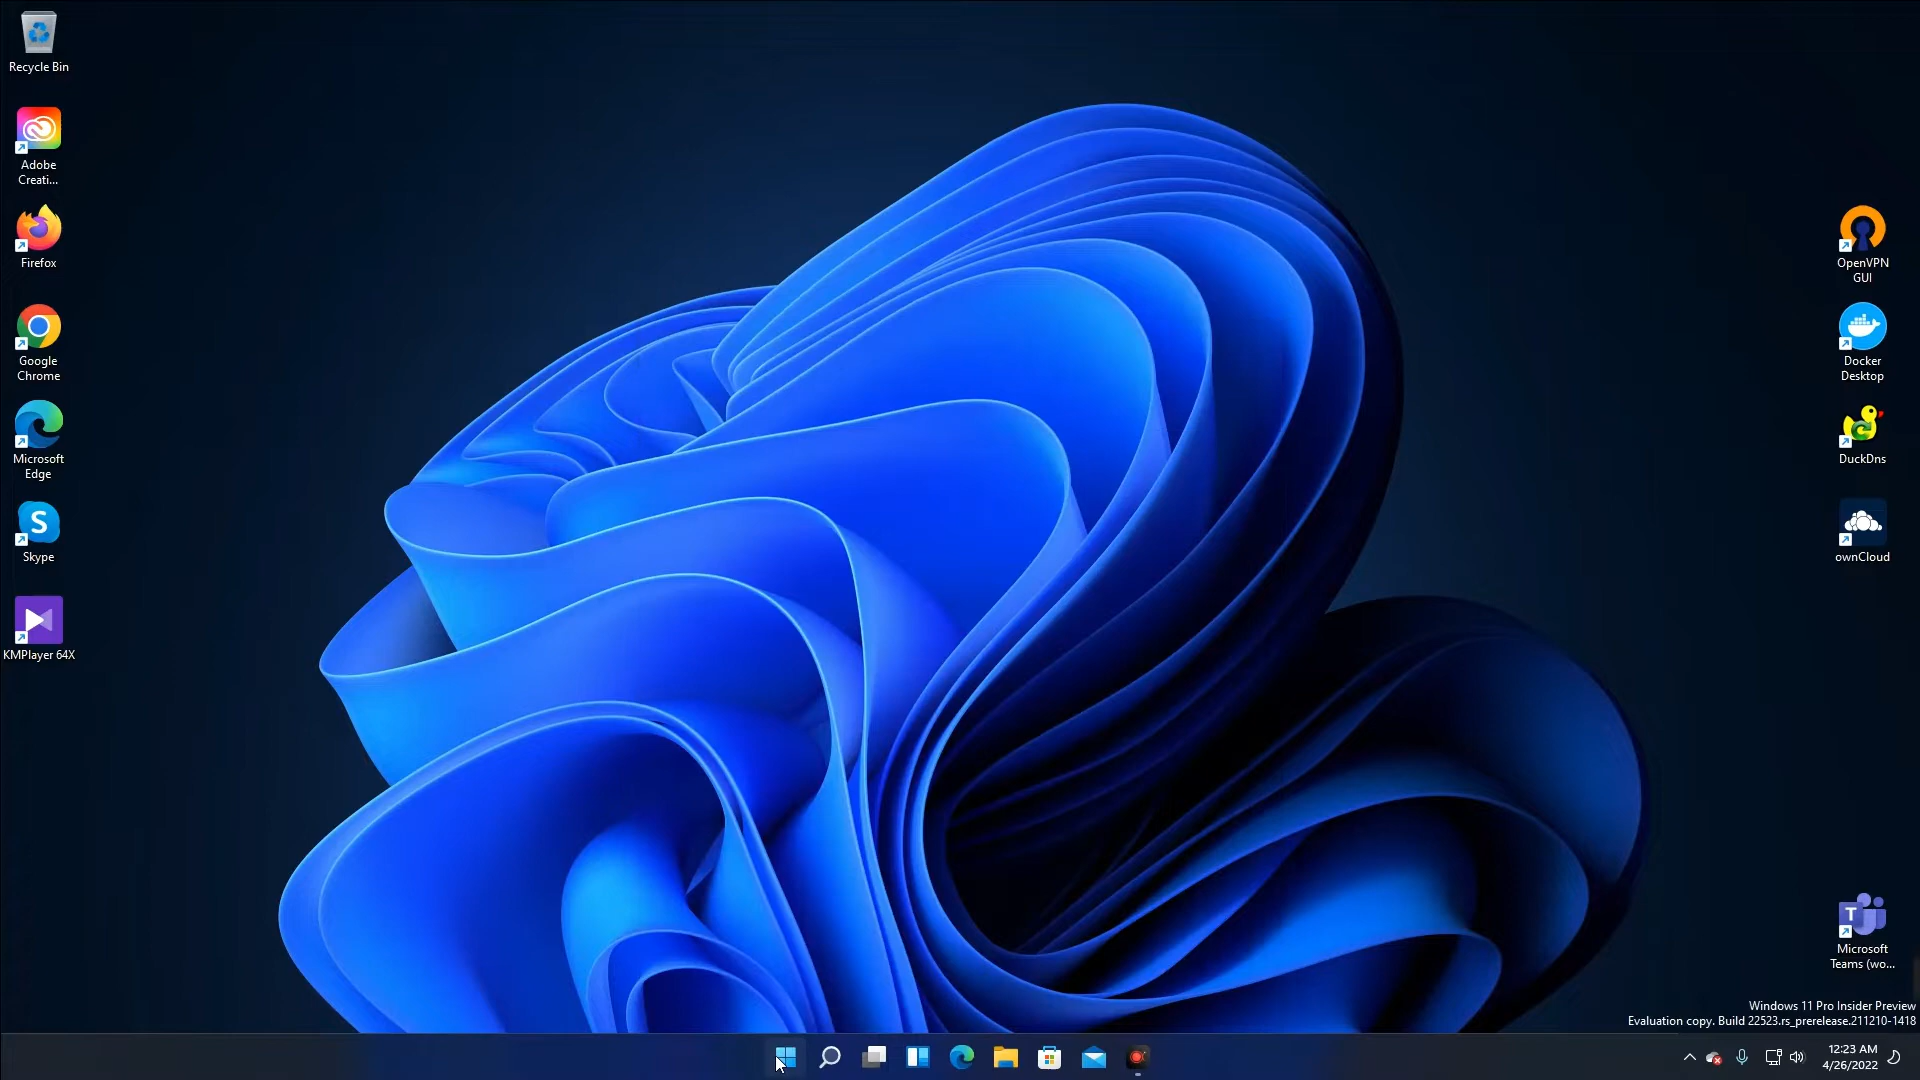 Recycle Bin
Adobe
Creati...
Firefox
Google
Chrome
Microsoft
Edge
S
Skype
KMPlayer 64X
OpenVPN
GUI
Docker
Desktop
DuckDns
ownCloud
T
Microsoft
Teams (wo...
Windows 11 Pro Insider Preview
Evaluation copy. Build 22523.rs_prerelease.211210-1418
12:23 AM
4/26/2022